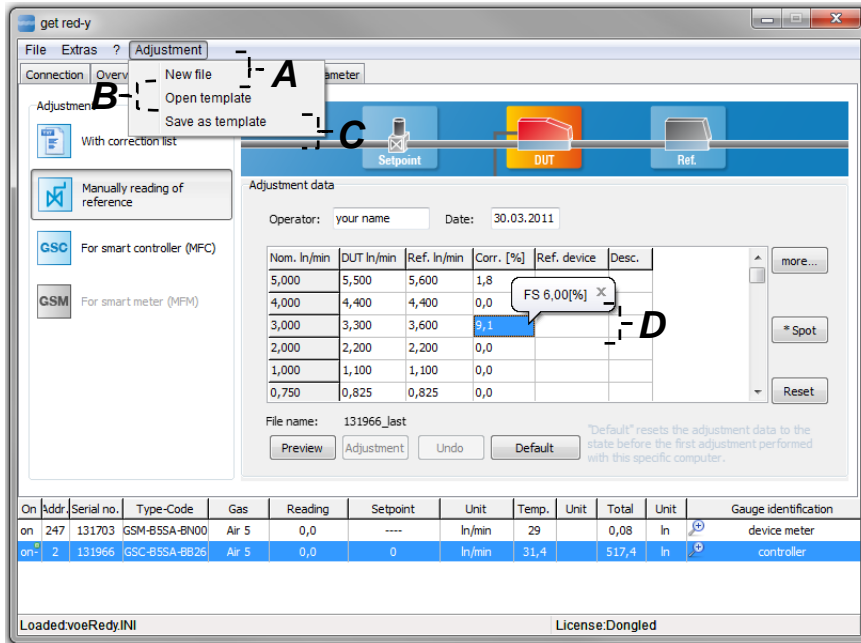 get red-y
File Extras ? Adjustment
New file
Open template
Save as template
A
B
C
Connection
Adjustment
With correction list
Manually reading of
reference
GSC For smart controller (MFC)
GSM For smart meter (MFM)
Setpoint DUT Ref.
Adjustment data
Operator: your name Date: 30.03.2011
Nom. ln/min DUT ln/min Ref. ln/min Corr. [%] Ref. device Desc. more...
5,000 5,500 5,600 1,8
FS 6,00[%] X
4,000 4,400 4,400 0,0
3,000 3,300 3,600 9,1 D * Spot
2,000 2,200 2,200 0,0
1,000 1,100 1,100 0,0
0,750 0,825 0,825 0,0 Reset
File name: 131966_last
Preview Adjustment Undo Default
"Default" resets the adjustment data to the
state before the first adjustment performed
with this specific computer.
On Addr. Serial no. Type-Code Gas Reading Setpoint Unit Temp. Unit Total Unit Gauge identification
on 247 131703 GSM-B5SA-BN00 Air 5 0,0 ---- ln/min 29 0,08 ln device meter
on- 2 131966 GSC-B5SA-BB26 Air 5 0,0 0 ln/min 31,4 517,4 ln controller
Loaded:voeRedy.INI License:Dongled